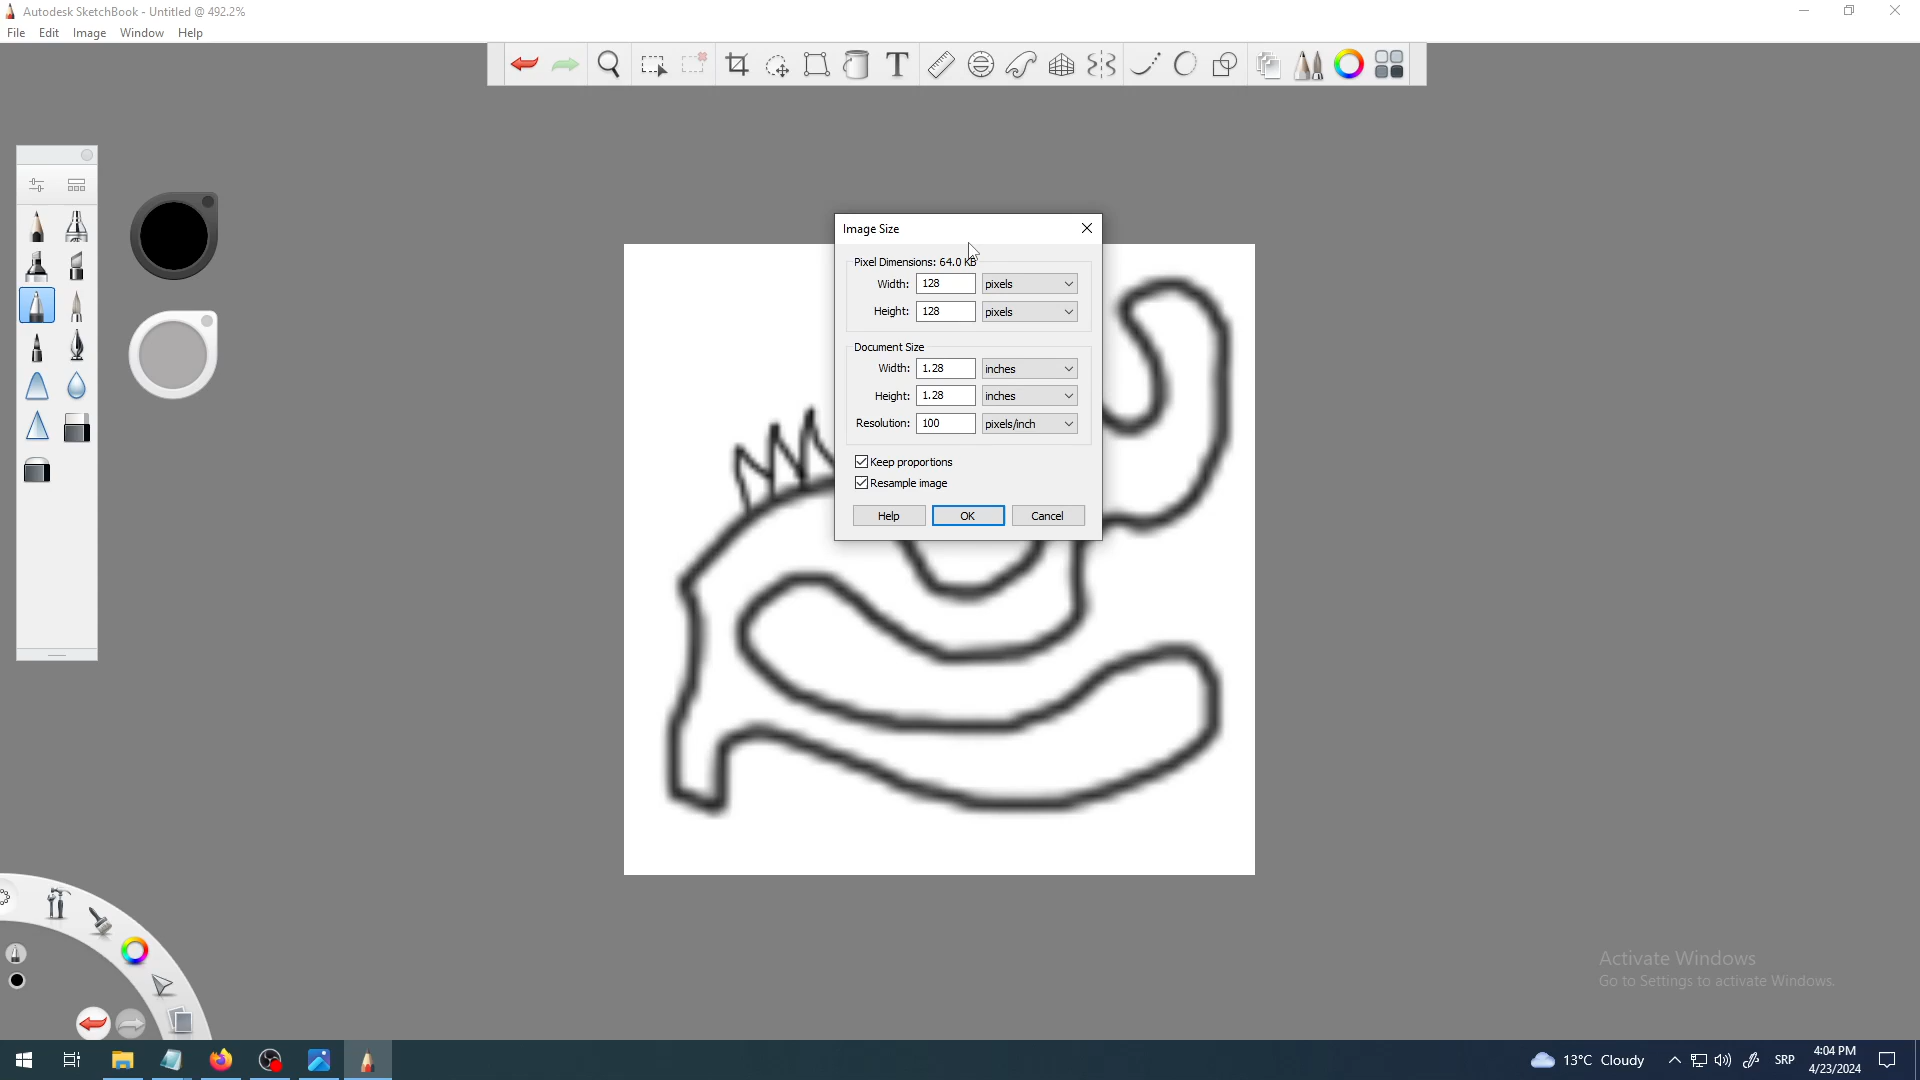 Autodesk SketchBook - Untitled @ 492.2%
File Edit Image Window Help
Image Size
Pixel Dimensions: 64.0 KB
Width: 128 pixels
Height: 128 pixels
Document Size
Width: 1.28 inches
Height: 1.28 inches
Resolution: 100 pixels/inch
Keep proportions
Resample image
Help OK Cancel
Activate Windows
Go to Settings to activate Windows.
13°C Cloudy SRP 4:04 PM
4/23/2024